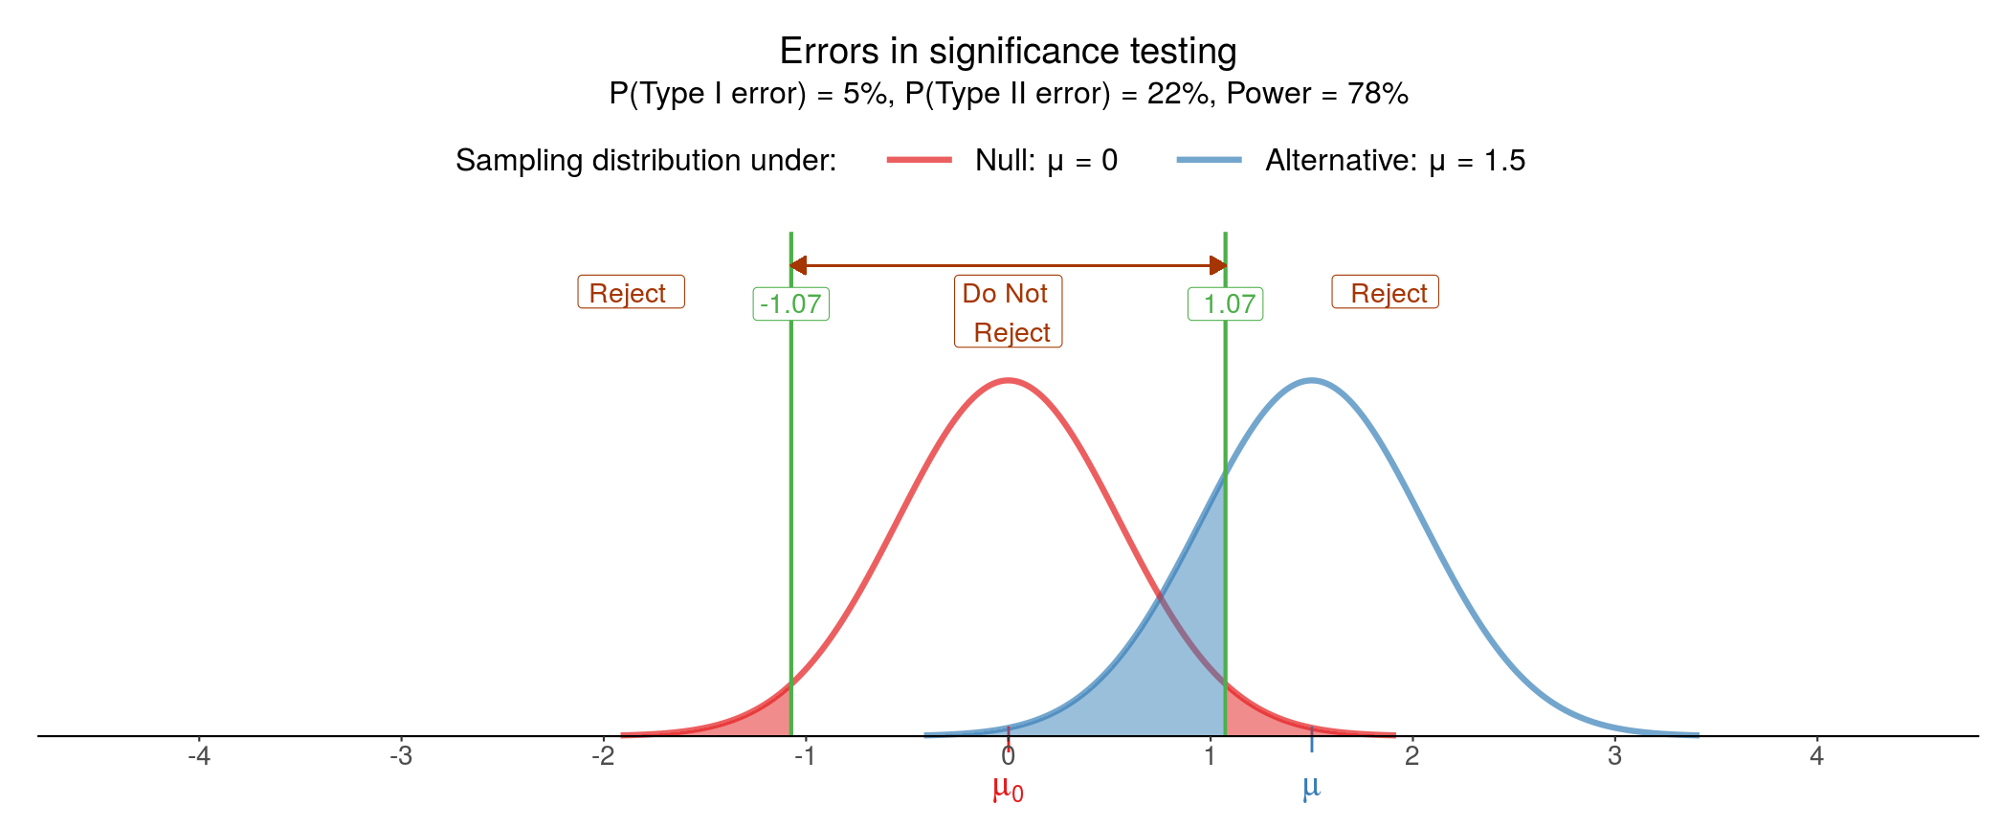 Errors in significance testing
P(Type I error) = 5%, P(Type II error) = 22%, Power = 78%
Sampling distribution under: Null: μ = 0 Alternative: μ = 1.5
Reject -1.07 Do Not 1.07 Reject
Reject
-4 -3 -2 -1 0 1 2 3 4
μ0 μ